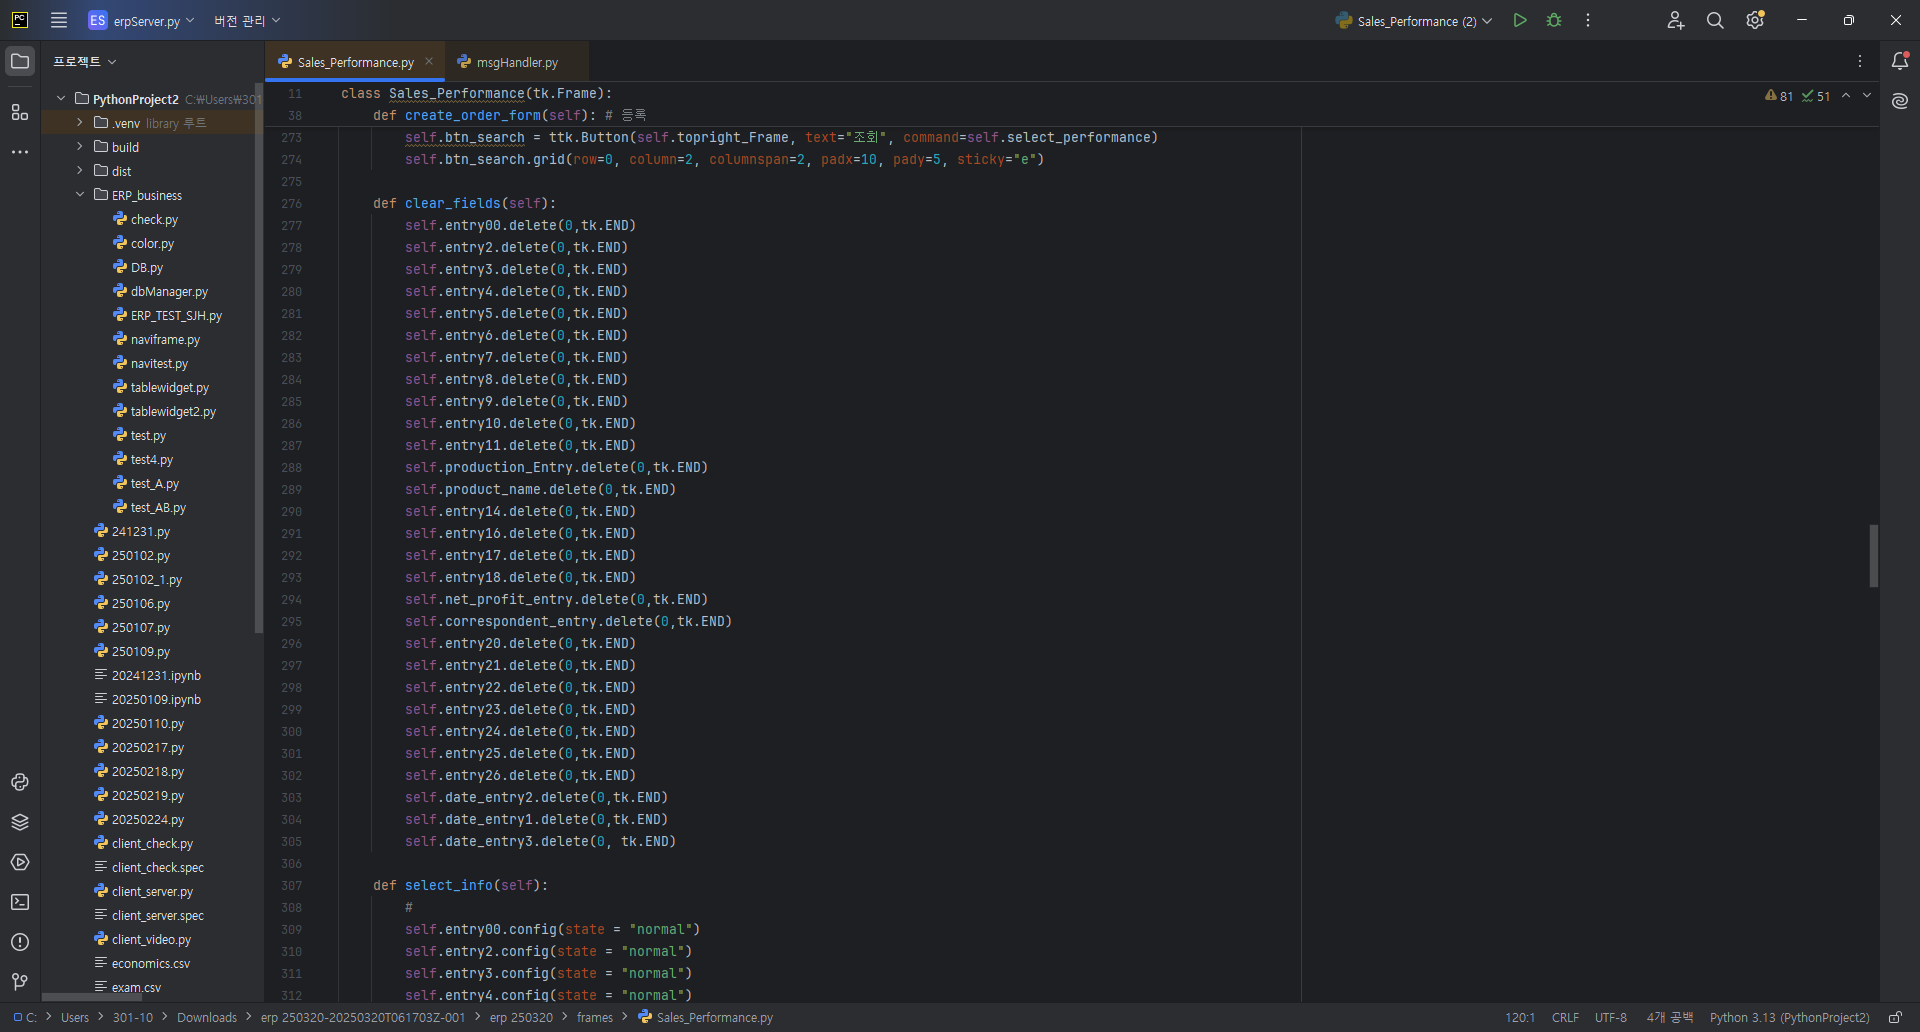 PC
ES erpServer.py 버전 관리 Sales_Performance (2)
프로젝트
Sales_Performance.py msgHandler.py
PythonProject2 C:₩Users₩301
.venv library 루트
build
dist
ERP_business
check.py
color.py
DB.py
dbManager.py
ERP_TEST_SJH.py
naviframe.py
navitest.py
tablewidget.py
tablewidget2.py
test.py
test4.py
test_A.py
test_AB.py
241231.py
250102.py
250102_1.py
250106.py
250107.py
250109.py
20241231.ipynb
20250109.ipynb
20250110.py
20250217.py
20250218.py
20250219.py
20250224.py
client_check.py
client_check.spec
client_server.py
client_server.spec
client_video.py
economics.csv
exam.csv
81 51
11 class Sales_Performance(tk.Frame):
38 def create_order_form(self): # 등록
273 self.btn_search = ttk.Button(self.topright_Frame, text="조회", command=self.select_performance)
274 self.btn_search.grid(row=0, column=2, columnspan=2, padx=10, pady=5, sticky="e")
275
276 def clear_fields(self):
277 self.entry00.delete(0,tk.END)
278 self.entry2.delete(0,tk.END)
279 self.entry3.delete(0,tk.END)
280 self.entry4.delete(0,tk.END)
281 self.entry5.delete(0,tk.END)
282 self.entry6.delete(0,tk.END)
283 self.entry7.delete(0,tk.END)
284 self.entry8.delete(0,tk.END)
285 self.entry9.delete(0,tk.END)
286 self.entry10.delete(0,tk.END)
287 self.entry11.delete(0,tk.END)
288 self.production_Entry.delete(0,tk.END)
289 self.product_name.delete(0,tk.END)
290 self.entry14.delete(0,tk.END)
291 self.entry16.delete(0,tk.END)
292 self.entry17.delete(0,tk.END)
293 self.entry18.delete(0,tk.END)
294 self.net_profit_entry.delete(0,tk.END)
295 self.correspondent_entry.delete(0,tk.END)
296 self.entry20.delete(0,tk.END)
297 self.entry21.delete(0,tk.END)
298 self.entry22.delete(0,tk.END)
299 self.entry23.delete(0,tk.END)
300 self.entry24.delete(0,tk.END)
301 self.entry25.delete(0,tk.END)
302 self.entry26.delete(0,tk.END)
303 self.date_entry2.delete(0,tk.END)
304 self.date_entry1.delete(0,tk.END)
305 self.date_entry3.delete(0, tk.END)
306
307 def select_info(self):
308 #
309 self.entry00.config(state = "normal")
310 self.entry2.config(state = "normal")
311 self.entry3.config(state = "normal")
312 self.entry4.config(state = "normal")
C: > Users > 301-10 > Downloads > erp 250320-20250320T061703Z-001 > erp 250320 > frames > Sales_Performance.py 120:1 CRLF UTF-8 4개 공백 Python 3.13 (PythonProject2)